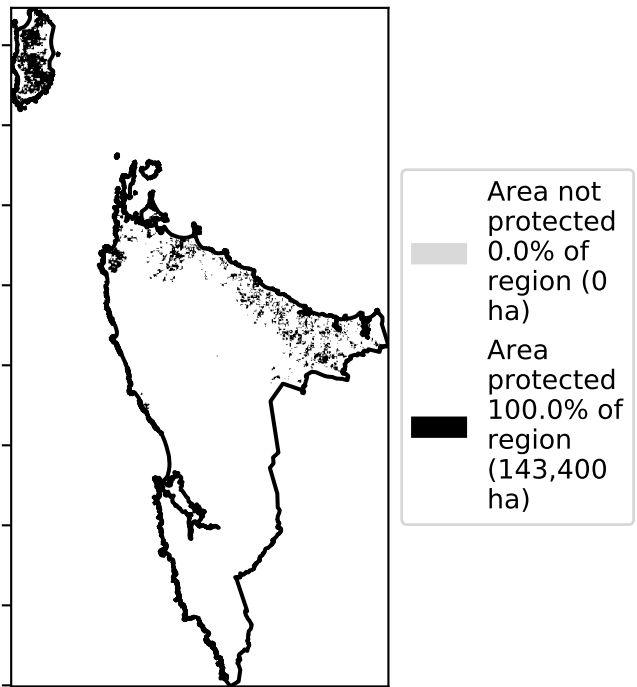 Area not
protected
0.0% of
region (0
ha)
Area
protected
100.0% of
region
(143,400
ha)